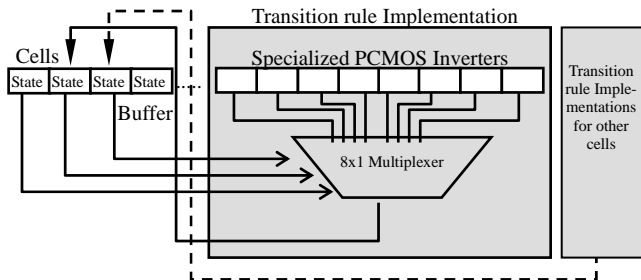 Transition rule Implementation
Cells
Specialized PCMOS Inverters
State State State State
Buffer
8x1 Multiplexer
Transition
rule Imple-
mentations
for other
cells